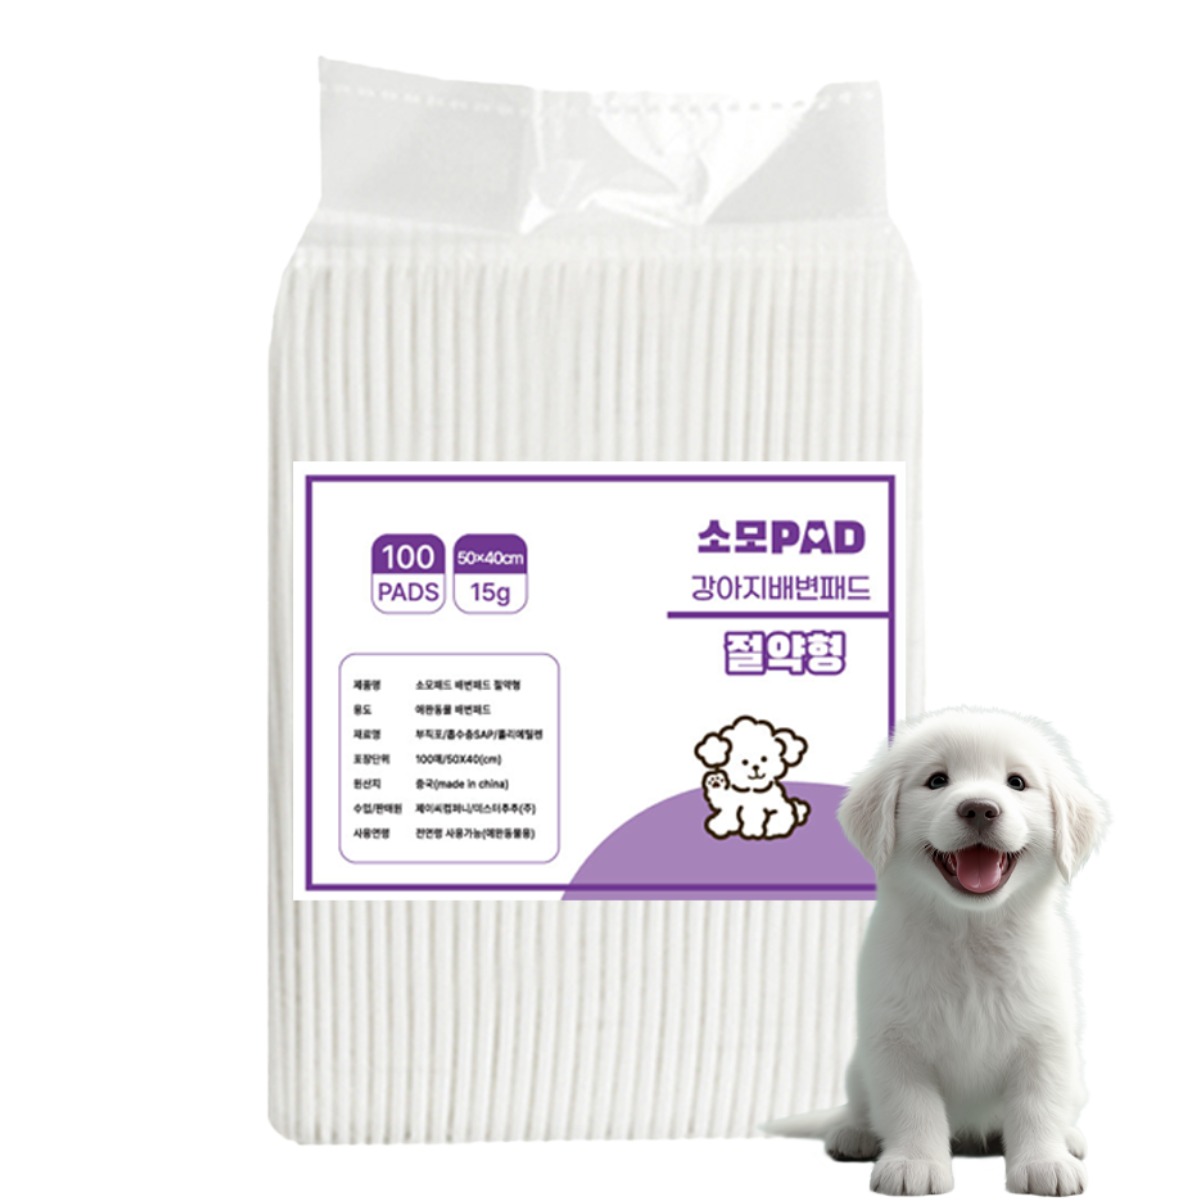 100
PADS
50×40cm
15g
소모PAD
강아지배변패드
절약형
제품명 소모패드 배변패드 절약형
용도 애완동물 배변패드
재료명 부직포/흡수층SAP/폴리에틸렌
포장단위 100매/50X40(cm)
원산지 중국(made in china)
수입/판매원 제이씨컴퍼니/미스터추추(주)
사용연령 전연령 사용가능(애완동물용)